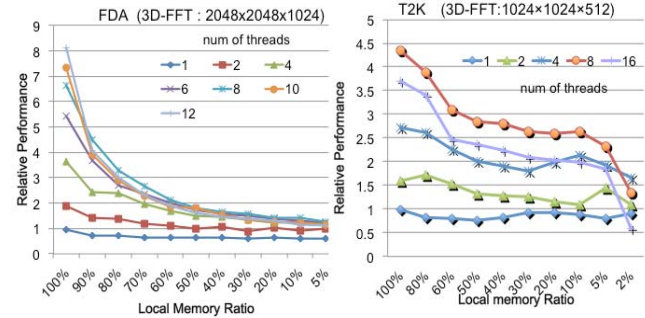 FDA (3D-FFT : 2048x2048x1024)
num of threads
1 2 4
6 8 10
12
Relative Performance
9
8
7
6
5
4
3
2
1
0
100% 90% 80% 70% 60% 50% 40% 30% 20% 10% 5%
Local Memory Ratio
T2K (3D-FFT:1024×1024×512)
1 2 4 8 16
num of threads
Relative Performance
5
4.5
4
3.5
3
2.5
2
1.5
1
0.5
0
100% 80% 60% 50% 40% 30% 20% 10% 5% 2%
Local memory Ratio